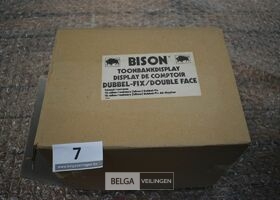 BISON
TOONBANKDISPLAY
DISPLAY DE COMPTOIR
DUBBEL-FIX/DOUBLE FACE
7
BELGA VEILINGEN